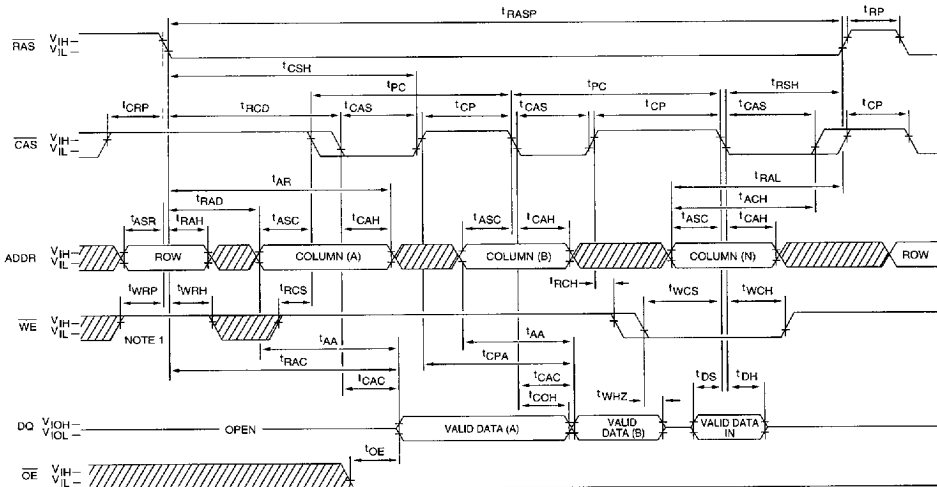 tRASP
tRP
RAS VIH
VIL
tCSH
tPC
tPC
tRSH
tCRP
tRCD
tCAS
tCP
tCAS
tCP
tCAS
tCP
CAS VIH
VIL
tAR
tRAL
tRAD
tACH
tASR
tRAH
tASC
tCAH
tASC
tCAH
tASC
tCAH
ADDR VIH
VIL
ROW
COLUMN (A)
COLUMN (B)
COLUMN (N)
ROW
tWRP
tWRH
tRCS
tRCH
tWCS
tWCH
WE VIH
VIL
NOTE 1
tAA
tAA
tRAC
tCPA
tCAC
tCAC
tCOH
tWHZ
tDS
tDH
DQ VIOH
VIOL
OPEN
VALID DATA (A)
VALID
DATA (B)
VALID DATA
IN
tOE
OE VIH
VIL